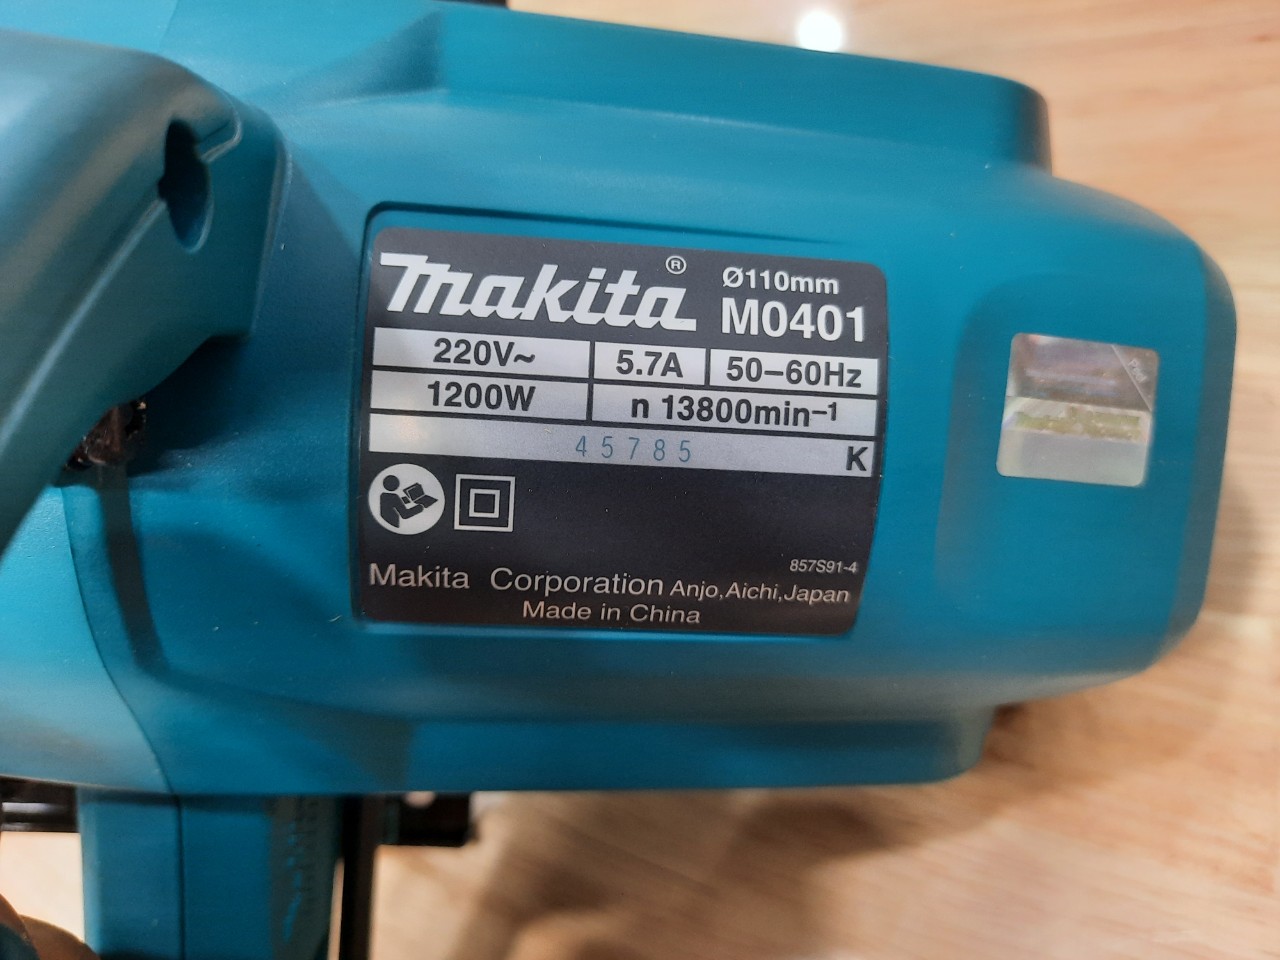 makita®
Ø110mm
M0401
220V~ 5.7A 50–60Hz
1200W n 13800min⁻¹
45785 K
857S91-4
Makita Corporation Anjo,Aichi,Japan
Made in China